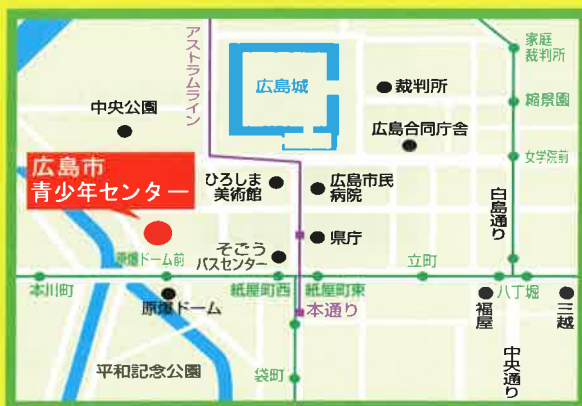 アストラムライン
広島城
裁判所
家庭
裁判所
縮景園
中央公園
広島合同庁舎
女学院前
広島市
青少年センター
ひろしま
美術館
広島市民
病院
白島通り
県庁
そごう
バスセンター
原爆ドーム前
立町
本川町
紙屋町西
紙屋町東
八丁堀
原爆ドーム
本通り
福屋
三越
平和記念公園
袋町
中央通り